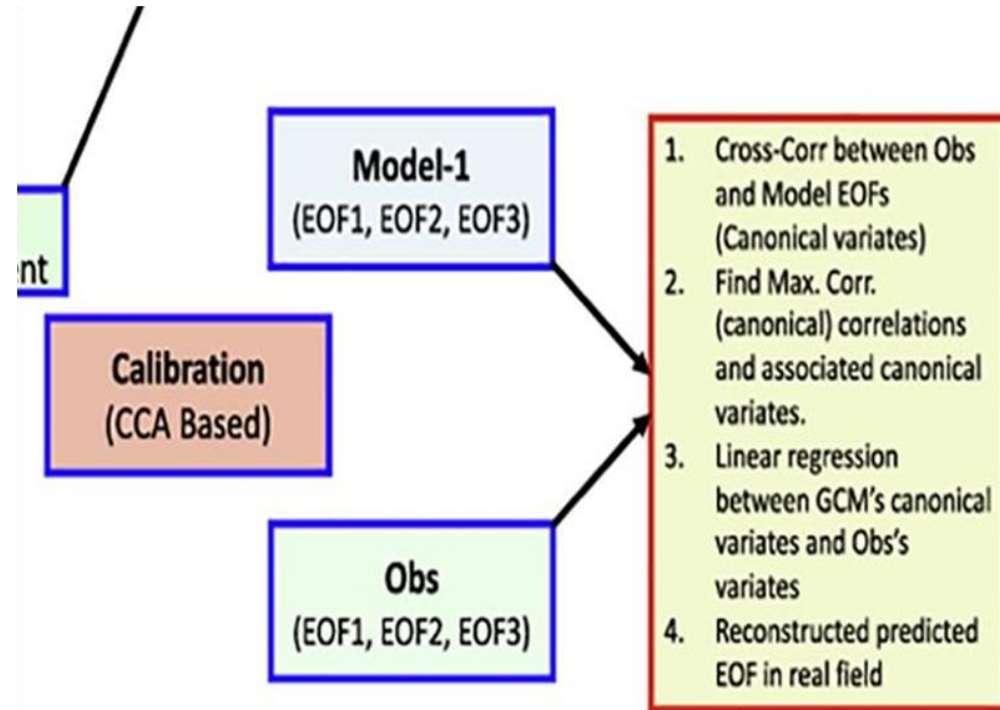 nt
Calibration
(CCA Based)
Model-1
(EOF1, EOF2, EOF3)
Obs
(EOF1, EOF2, EOF3)
1. Cross-Corr between Obs
and Model EOFs
(Canonical variates)
2. Find Max. Corr.
(canonical) correlations
and associated canonical
variates.
3. Linear regression
between GCM's canonical
variates and Obs's
variates
4. Reconstructed predicted
EOF in real field